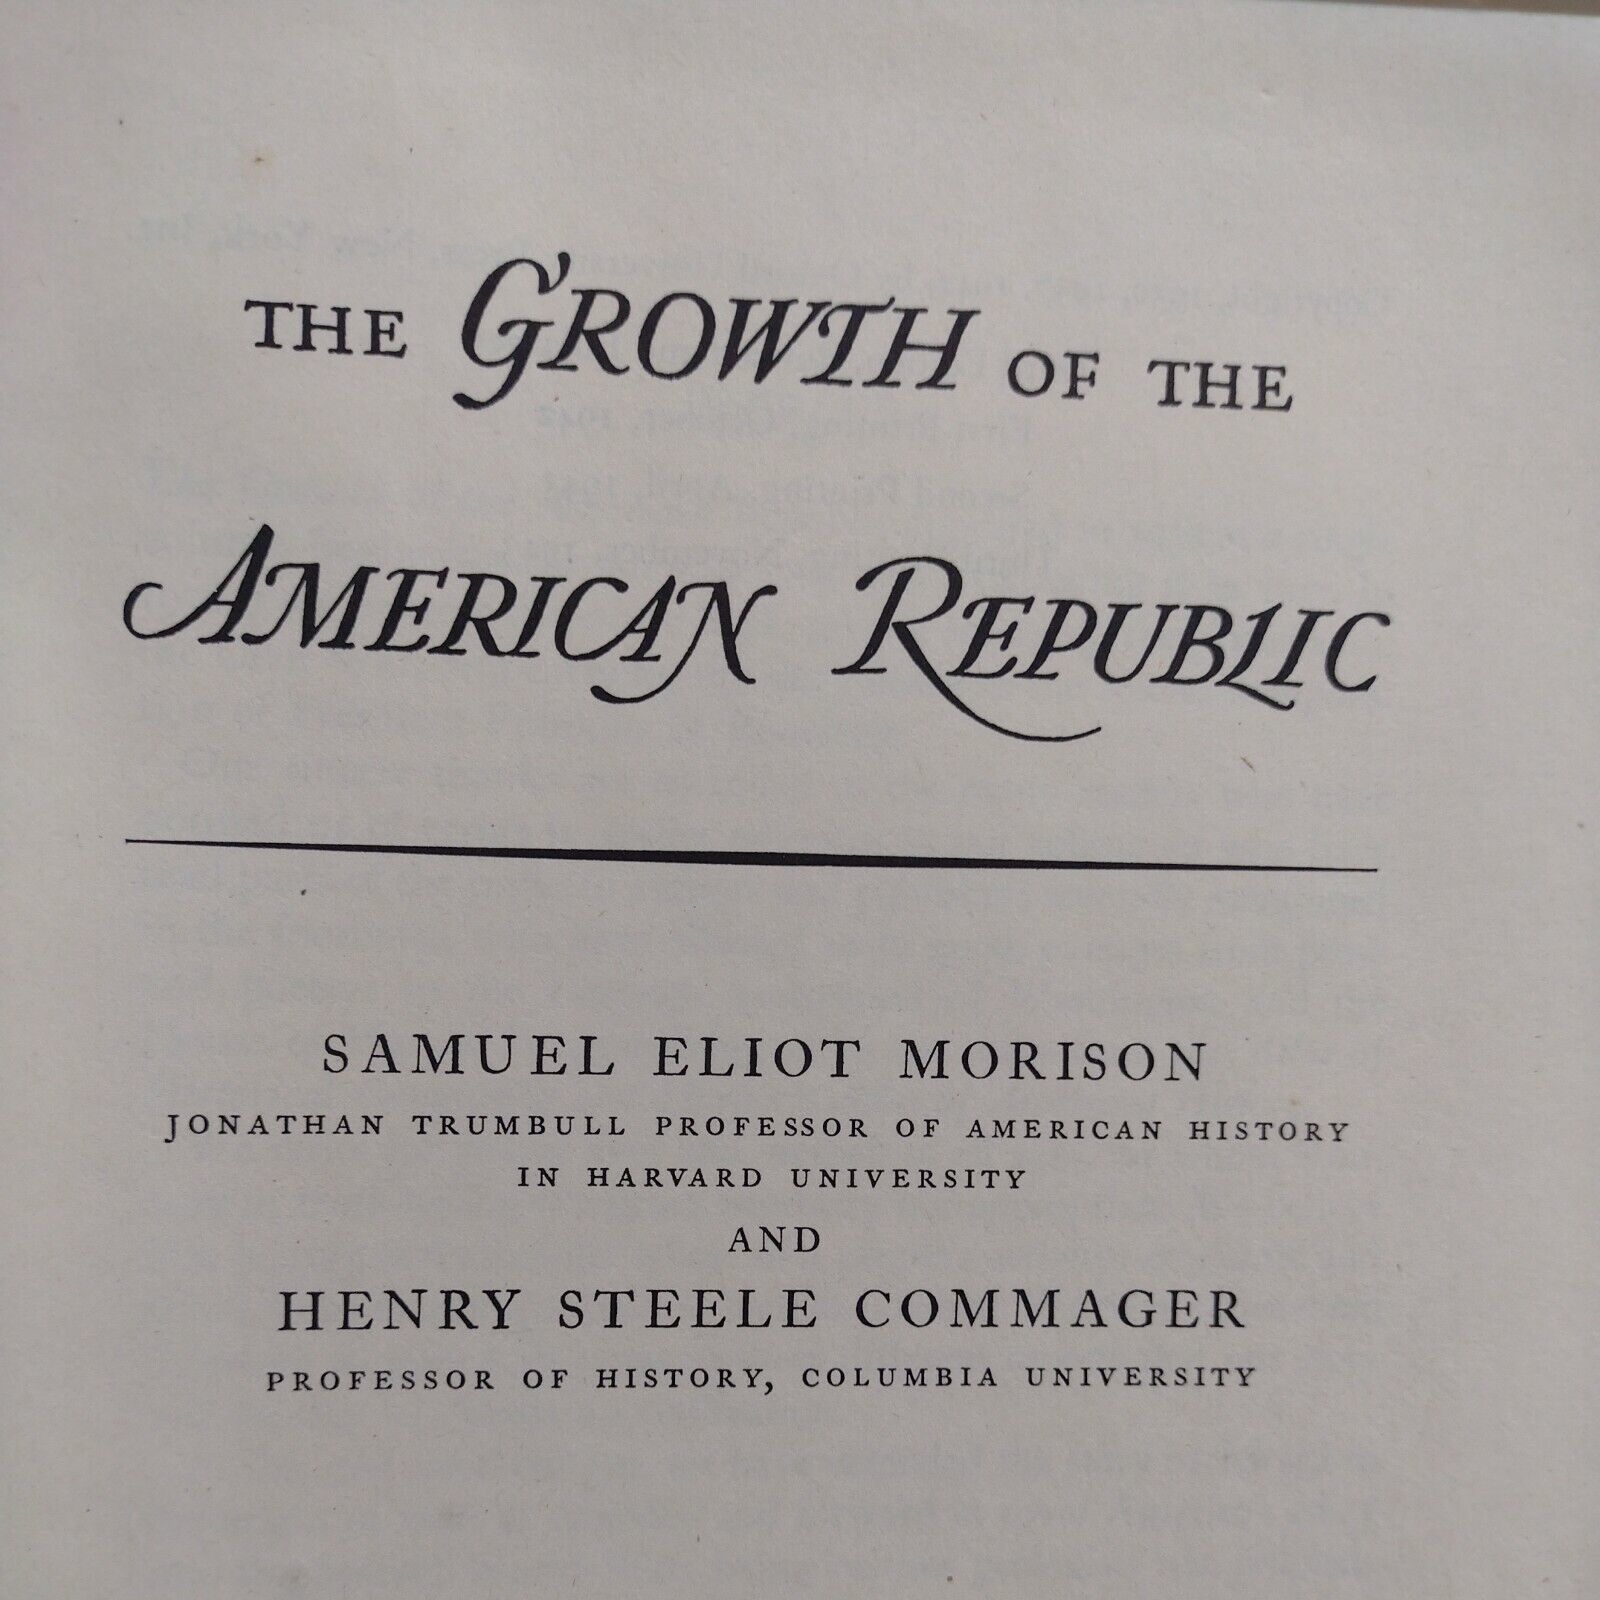 THE GROWTH OF THE
AMERICAN REPUBLIC
SAMUEL ELIOT MORISON
JONATHAN TRUMBULL PROFESSOR OF AMERICAN HISTORY
IN HARVARD UNIVERSITY
AND
HENRY STEELE COMMAGER
PROFESSOR OF HISTORY, COLUMBIA UNIVERSITY